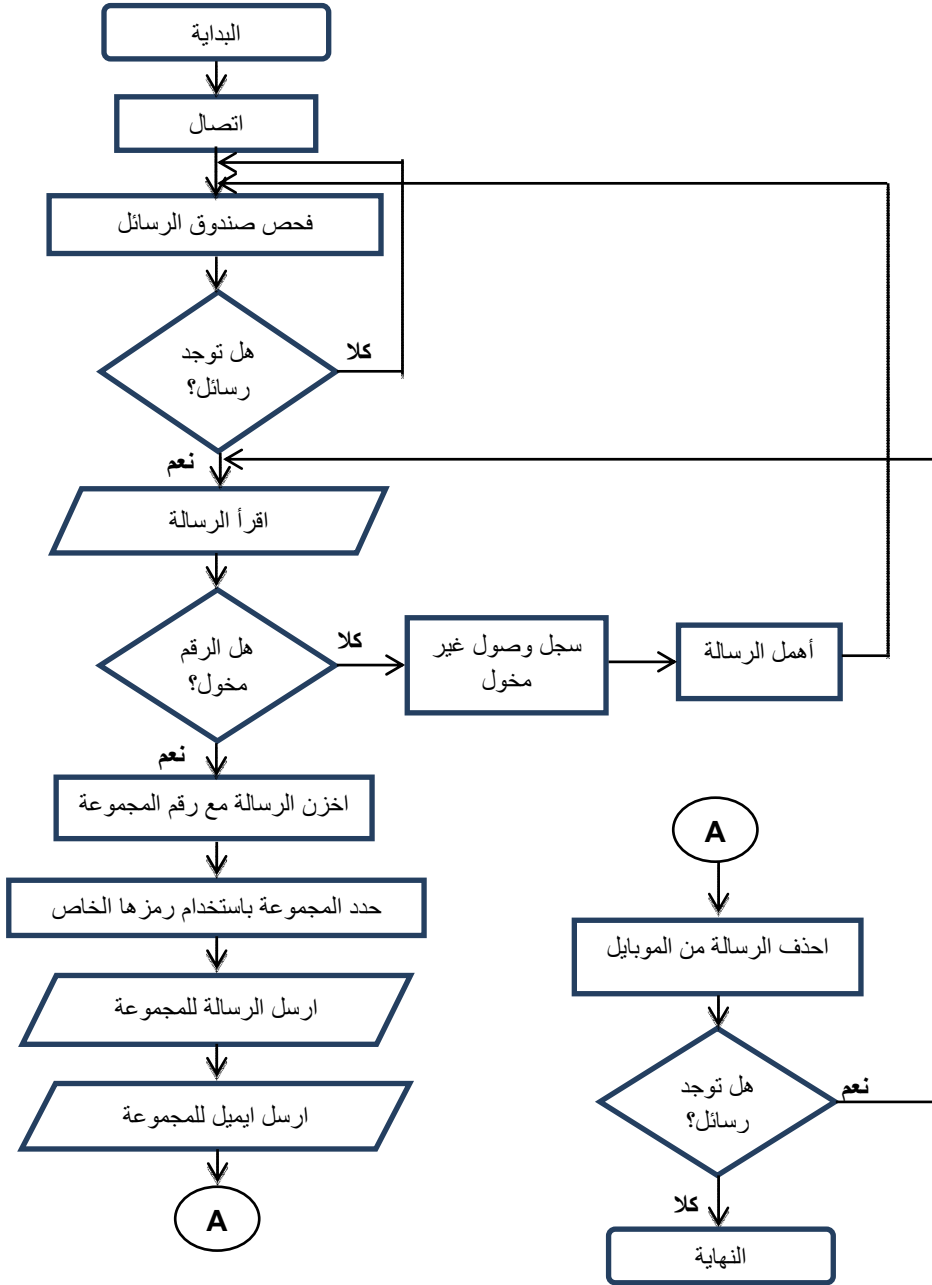 البداية
اتصال
فحص صندوق الرسائل
هل توجد
رسائل؟
كلا
نعم
اقرأ الرسالة
هل الرقم
مخول؟
كلا
سجل وصول غير
مخول
أهمل الرسالة
نعم
اخزن الرسالة مع رقم المجموعة
حدد المجموعة باستخدام رمزها الخاص
ارسل الرسالة للمجموعة
ارسل ايميل للمجموعة
A
A
احذف الرسالة من الموبايل
هل توجد
رسائل؟
نعم
كلا
النهاية